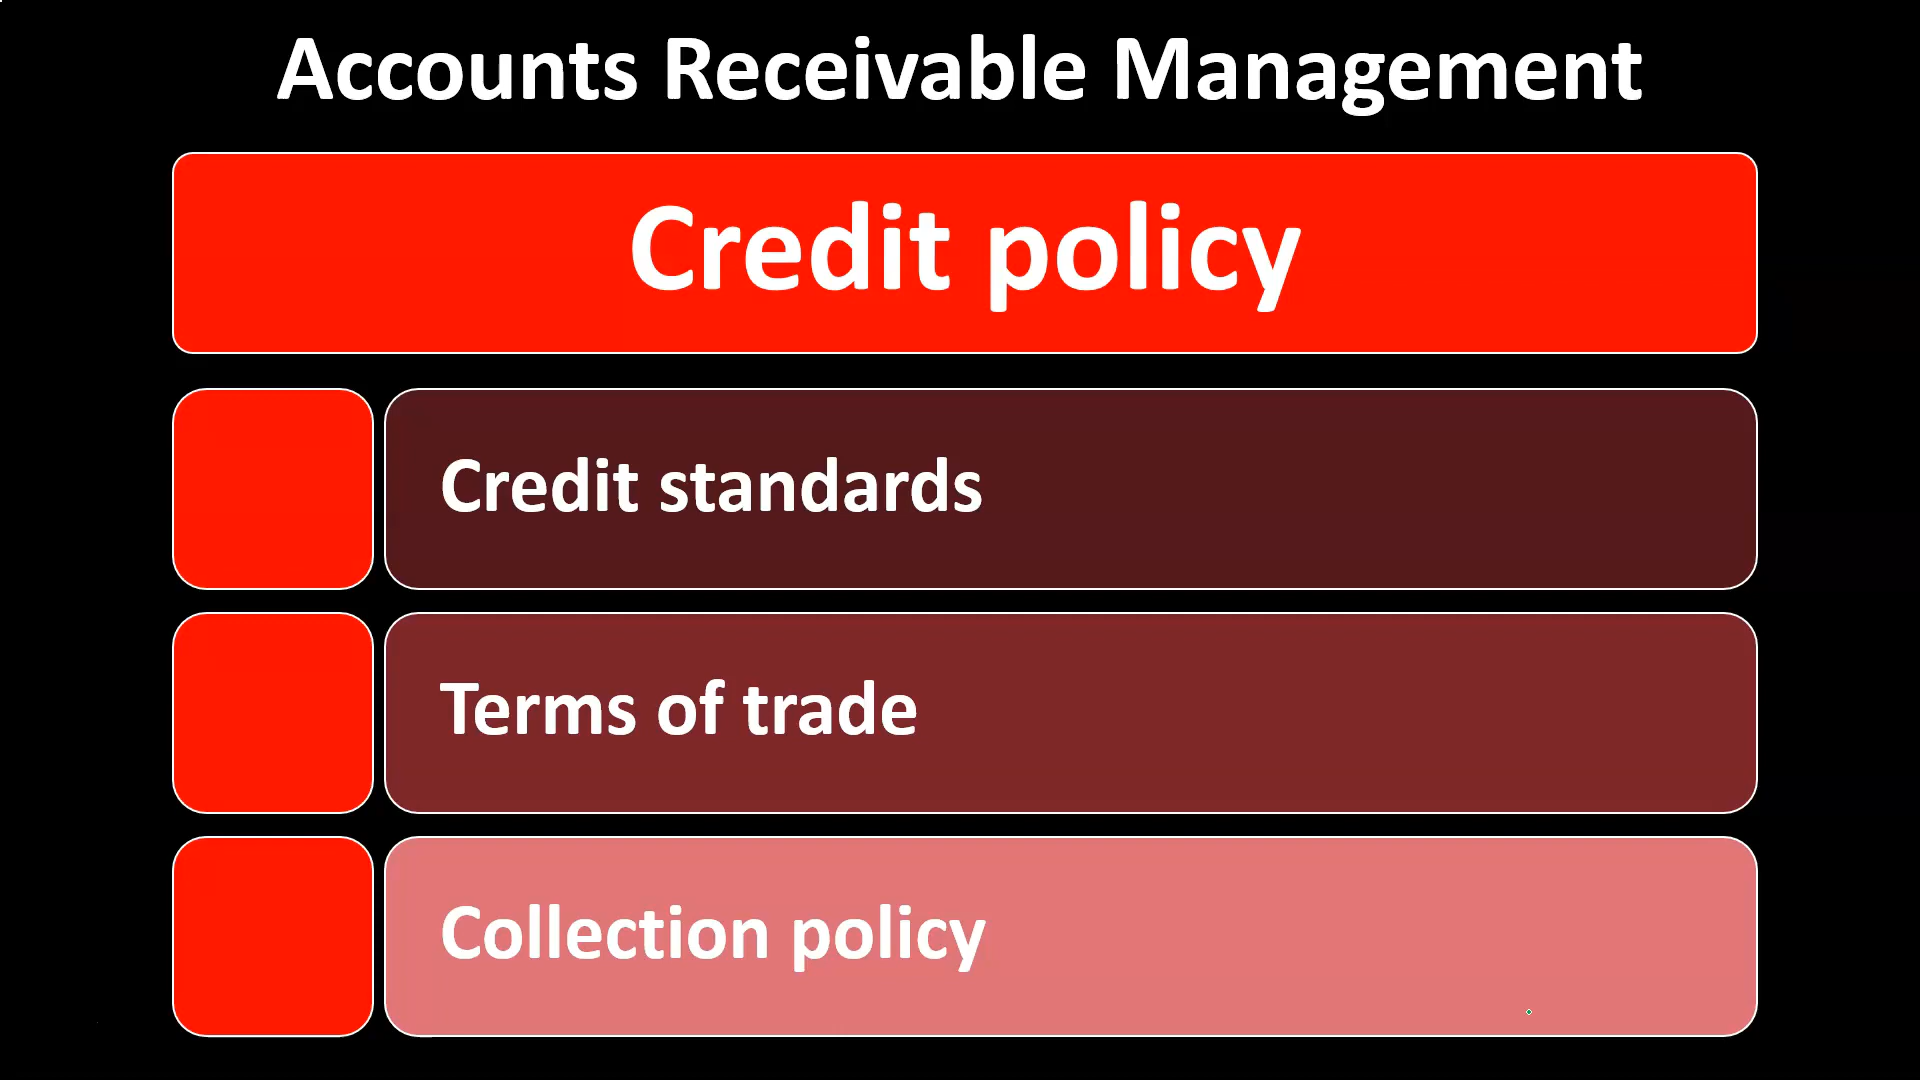 Accounts Receivable Management
Credit policy
Credit standards
Terms of trade
Collection policy